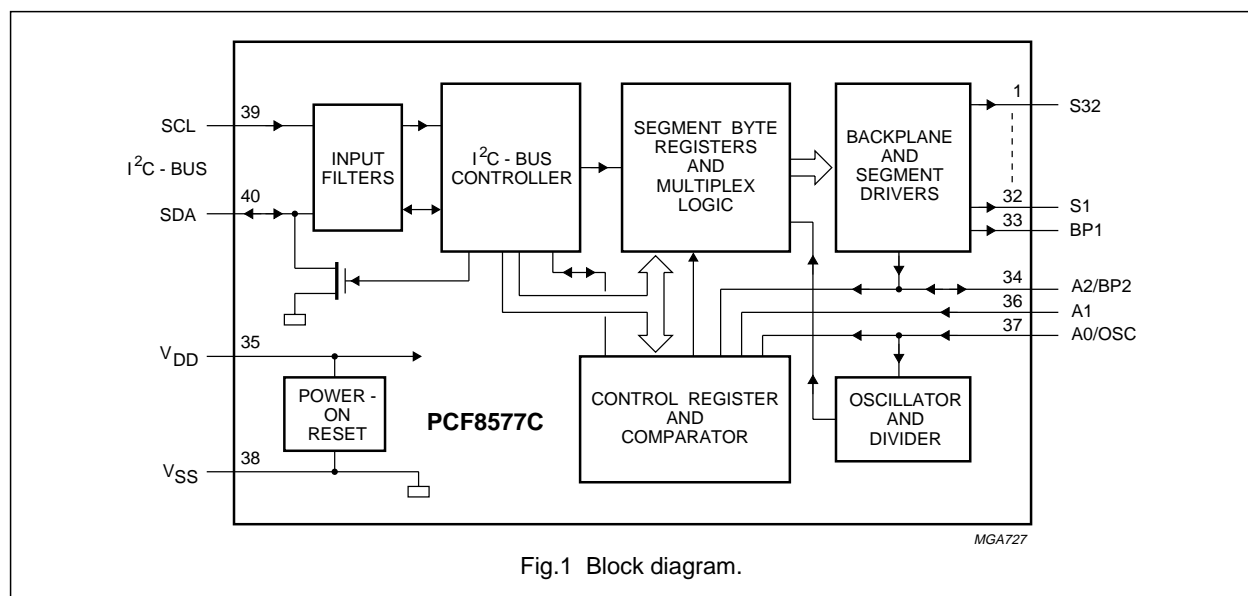 SCL
39
I2C - BUS
SDA
40
INPUT
FILTERS
I2C - BUS
CONTROLLER
SEGMENT BYTE
REGISTERS
AND
MULTIPLEX
LOGIC
BACKPLANE
AND
SEGMENT
DRIVERS
1
S32
32
S1
33
BP1
34
A2/BP2
36
A1
37
A0/OSC
VDD
35
POWER -
ON
RESET
VSS
38
PCF8577C
CONTROL REGISTER
AND
COMPARATOR
OSCILLATOR
AND
DIVIDER
MGA727
Fig.1 Block diagram.